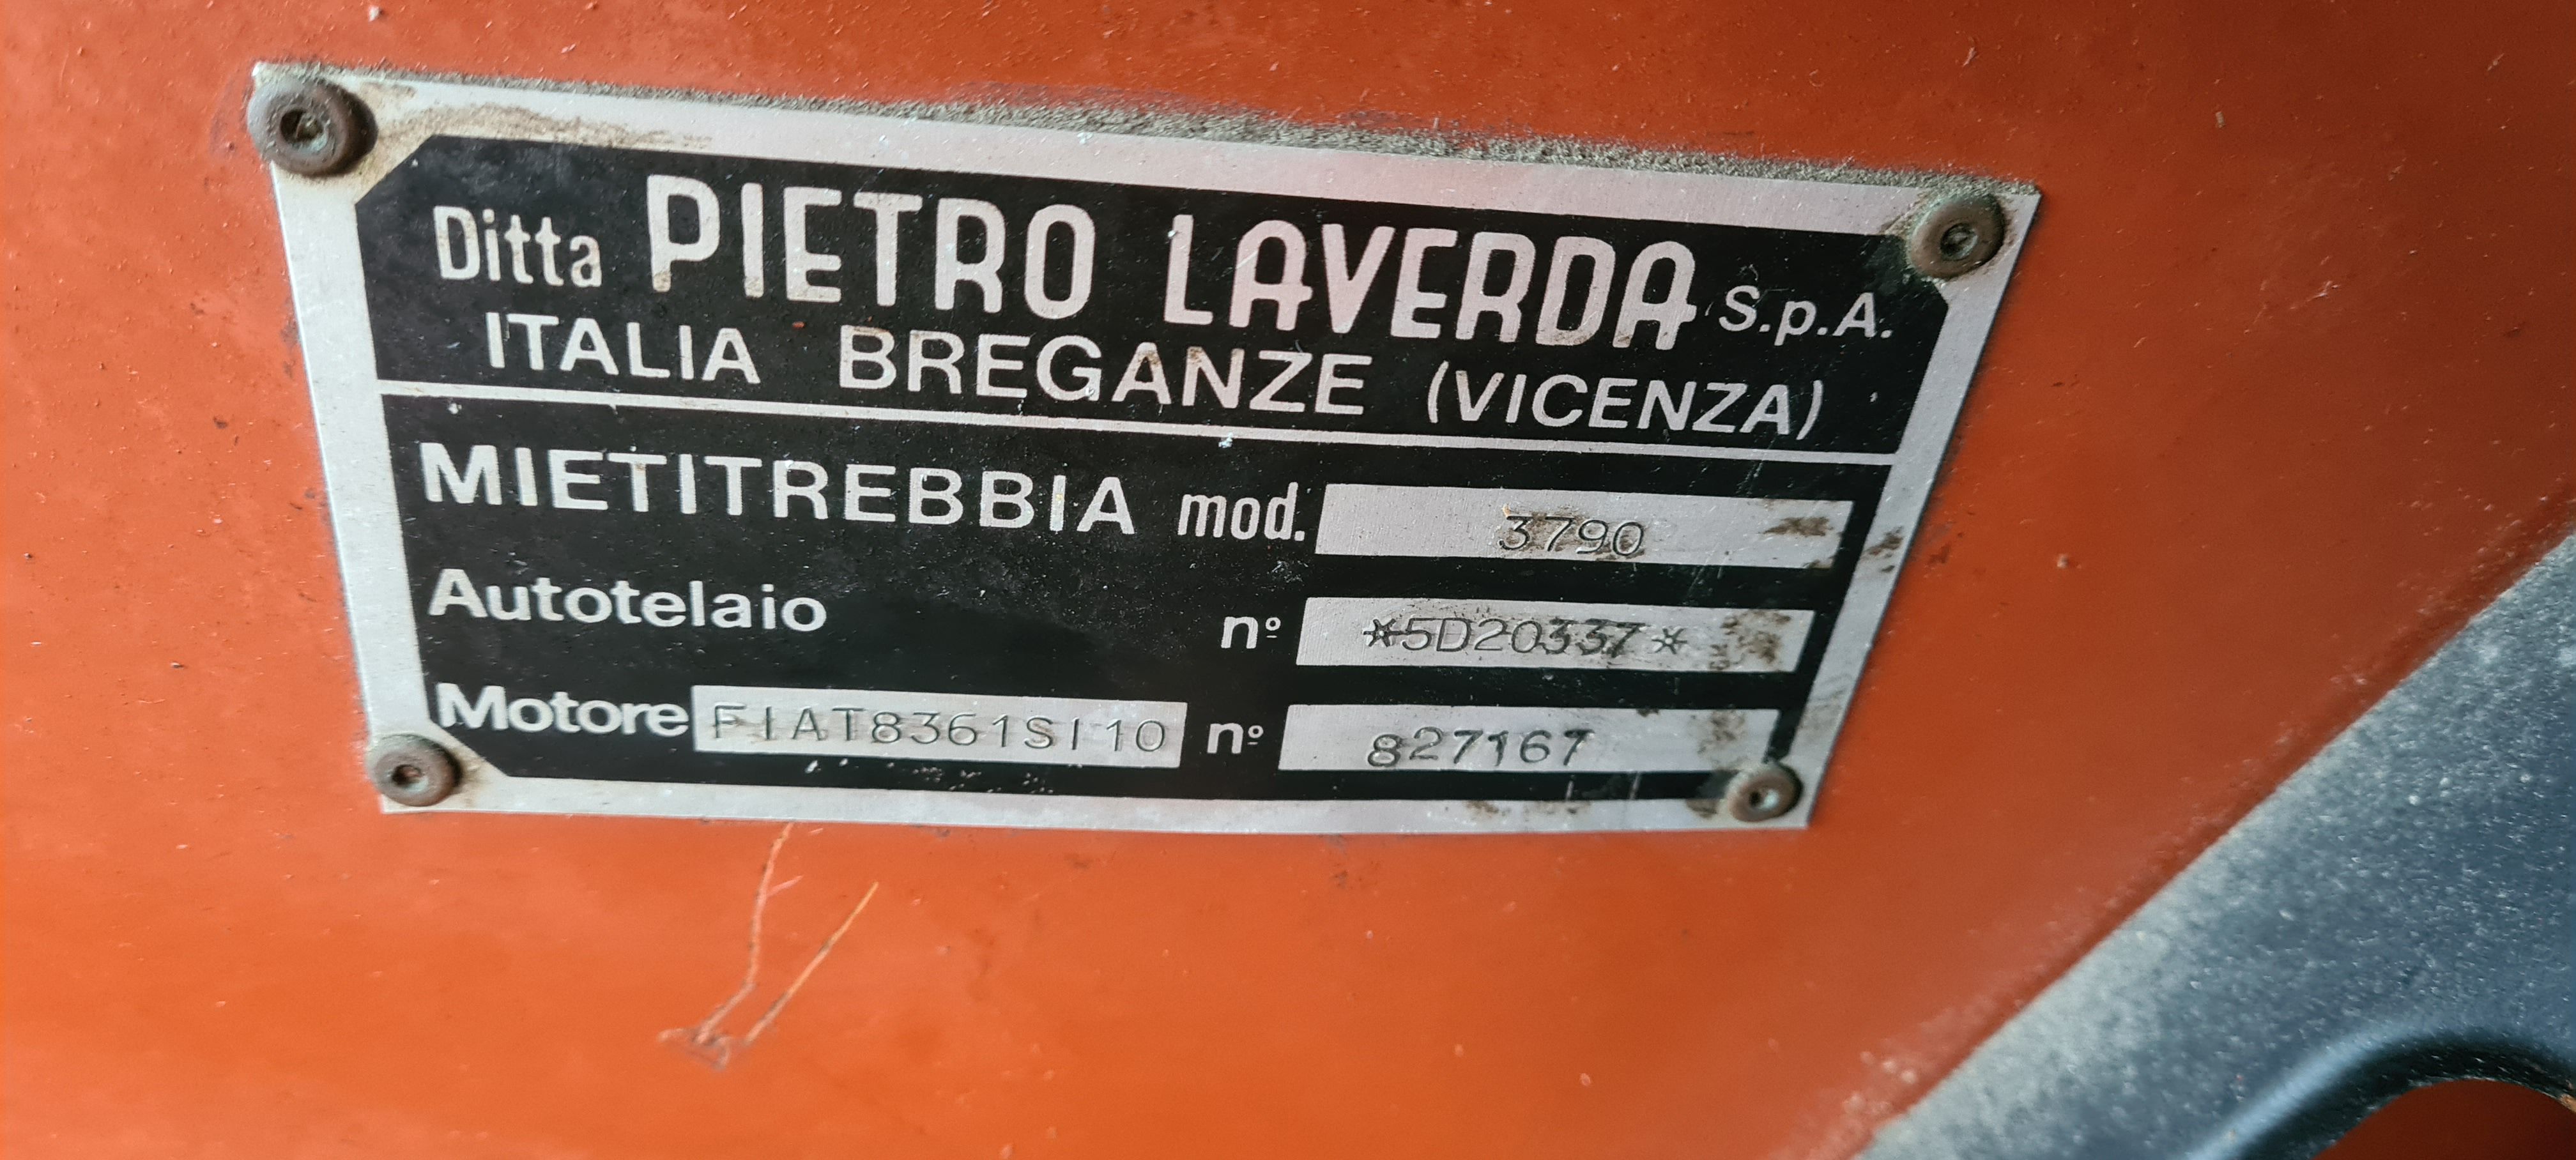 Ditta PIETRO LAVERDA S.p.A.
ITALIA BREGANZE (VICENZA)
MIETITREBBIA mod. 3790
Autotelaio nº *5D20337*
Motore FIAT8361SI10 nº 827167